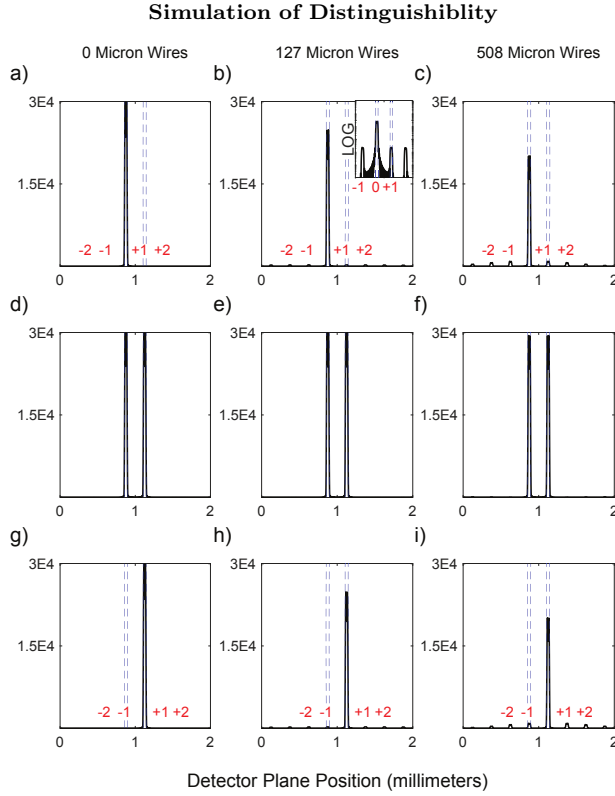 Simulation of Distinguishiblity
0 Micron Wires
127 Micron Wires
508 Micron Wires
a)
3E4
1.5E4
-2 -1 +1 +2
0 1 2
b)
3E4
1.5E4
LOG
-1 0 +1
-2 -1 +1 +2
0 1 2
c)
3E4
1.5E4
-2 -1 +1 +2
0 1 2
d)
3E4
1.5E4
0 1 2
e)
3E4
1.5E4
0 1 2
f)
3E4
1.5E4
0 1 2
g)
3E4
1.5E4
-2 -1 +1 +2
0 1 2
h)
3E4
1.5E4
-2 -1 +1 +2
0 1 2
i)
3E4
1.5E4
-2 -1 +1 +2
0 1 2
Detector Plane Position (millimeters)